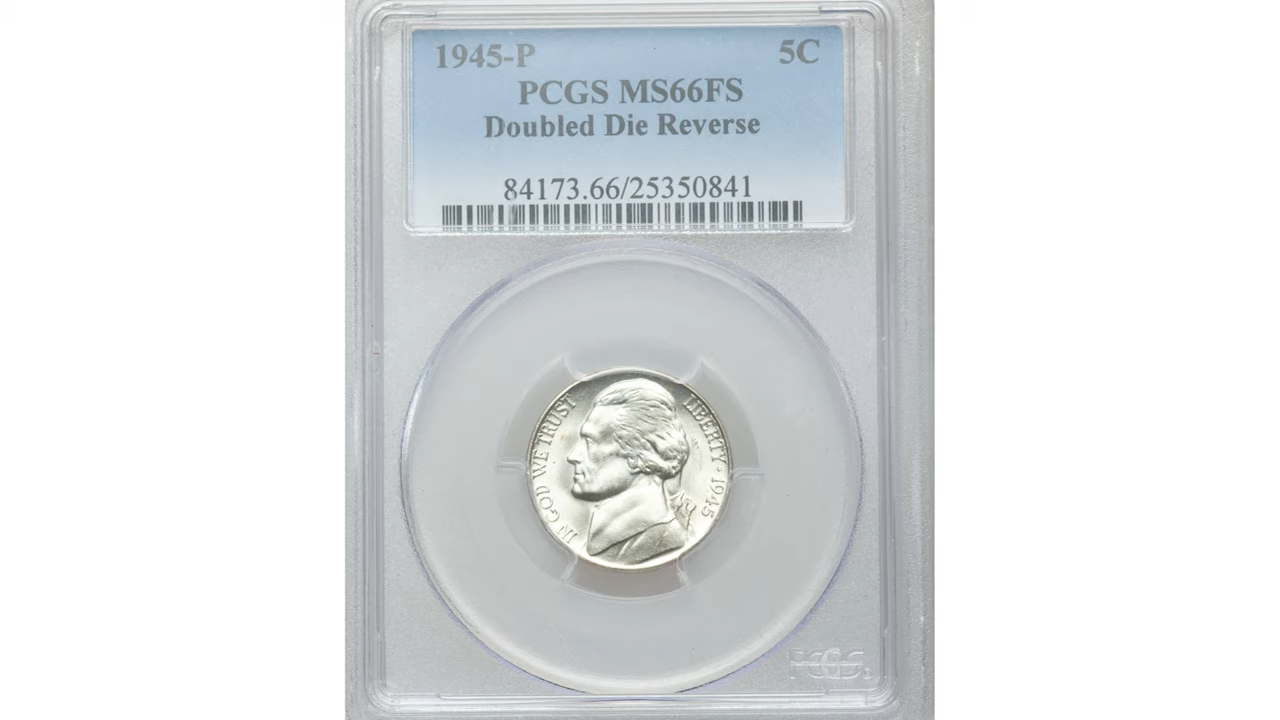 1945-P 5C
PCGS MS66FS
Doubled Die Reverse
84173.66/25350841
IN GOD WE TRUST
LIBERTY * 1945
PCGS